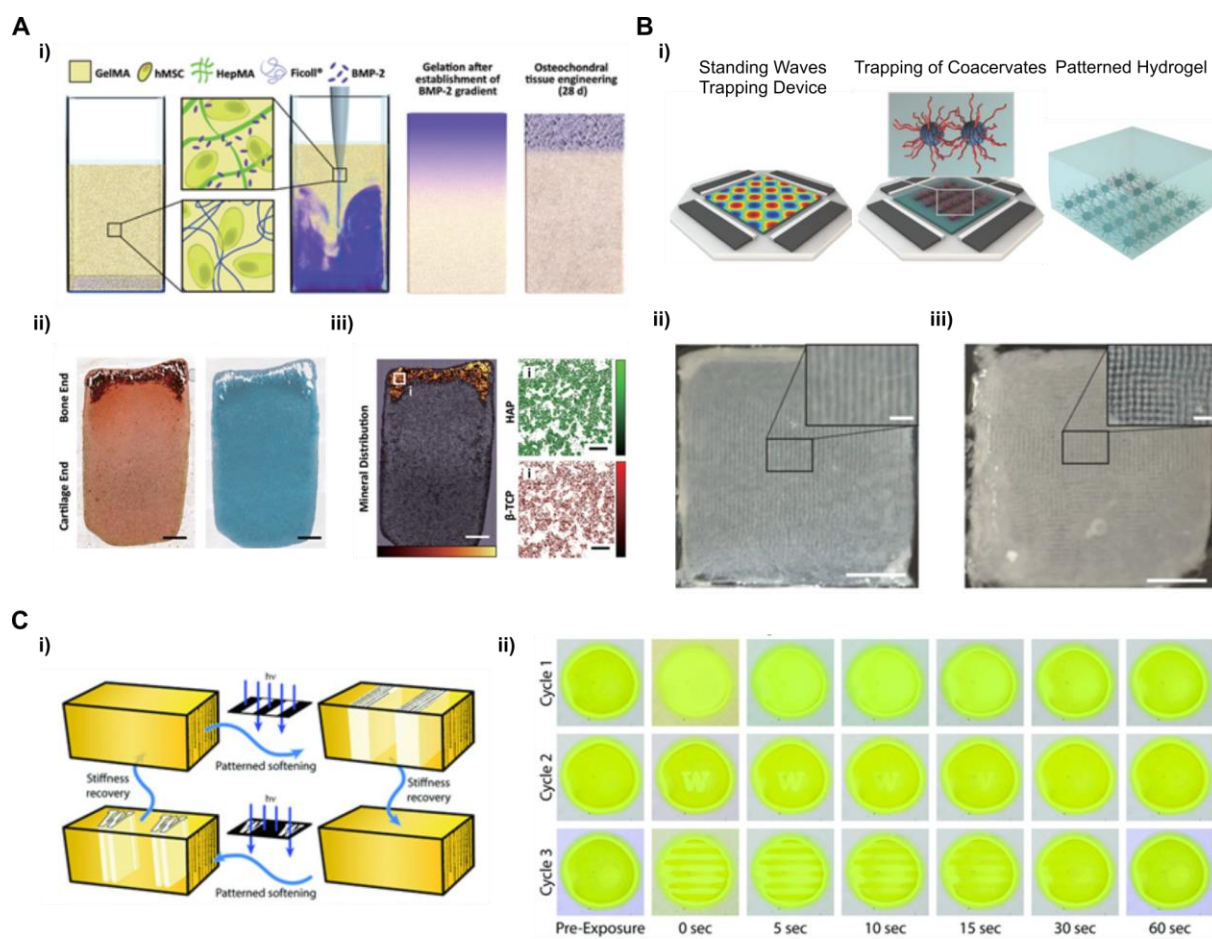 A
i)
GelMA
hMSC
HepMA
Ficoll®
BMP-2
Gelation after
establishment of
BMP-2 gradient
Osteochondral
tissue engineering
(28 d)
ii)
Bone End
Cartilage End
iii)
Mineral Distribution
i
i
HAP
i
β-TCP
B
i)
Standing Waves
Trapping Device
Trapping of Coacervates
Patterned Hydrogel
ii)
iii)
C
i)
hν
Patterned softening
Stiffness
recovery
Stiffness
recovery
hν
Patterned softening
ii)
Cycle 1
Cycle 2
W
W
W
Cycle 3
Pre-Exposure
0 sec
5 sec
10 sec
15 sec
30 sec
60 sec